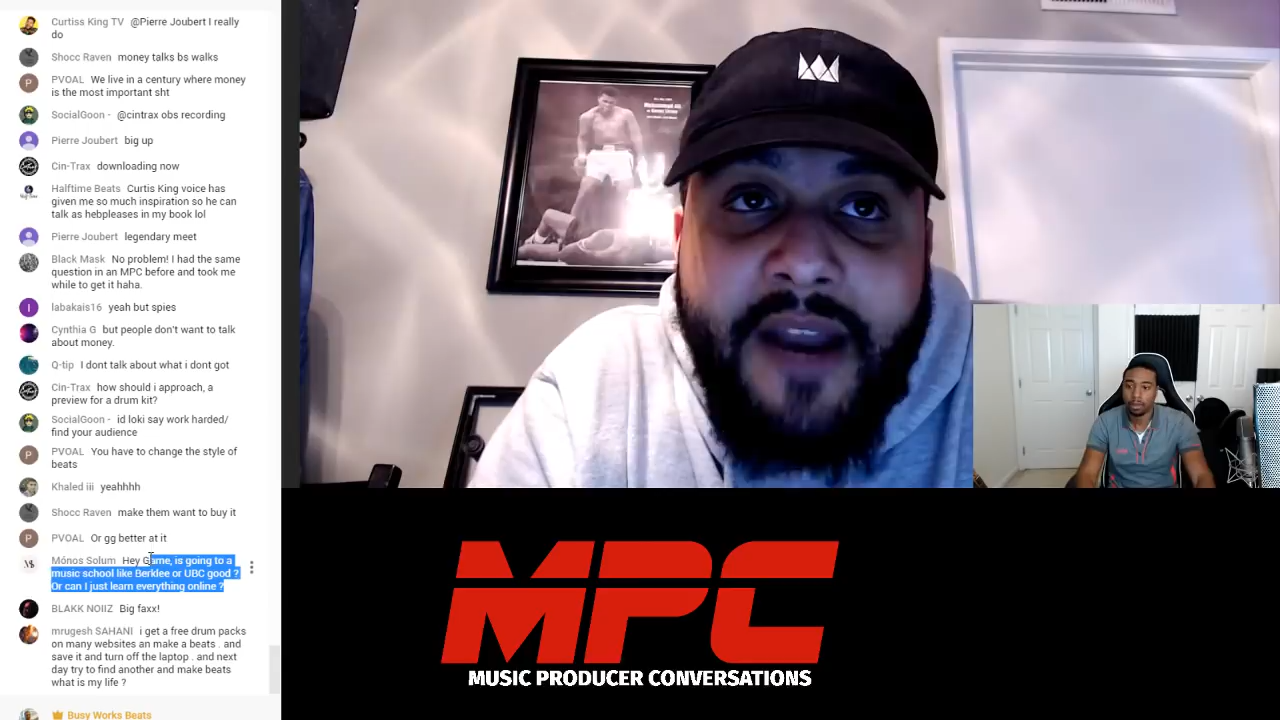 Curtiss King TV @Pierre Joubert I really
do
Shocc Raven money talks bs walks
PVOAL We live in a century where money
is the most important sht
SocialGoon - @cintrax obs recording
Pierre Joubert big up
Cin-Trax downloading now
Halftime Beats Curtis King voice has
given me so much inspiration so he can
talk as hebpleases in my book lol
Pierre Joubert legendary meet
Black Mask No problem! I had the same
question in an MPC before and took me
while to get it haha.
labakais16 yeah but spies
Cynthia G but people don't want to talk
about money.
Q-tip I dont talk about what i dont got
Cin-Trax how should i approach, a
preview for a drum kit?
SocialGoon - id loki say work harded/
find your audience
PVOAL You have to change the style of
beats
Khaled iii yeahhhh
Shocc Raven make them want to buy it
PVOAL Or gg better at it
Mónos Solum Hey Game, is going to a
music school like Berklee or UBC good ?
Or can I just learn everything online ?
BLAKK NOIIZ Big faxx!
mrugesh SAHANI i get a free drum packs
on many websites an make a beats . and
save it and turn off the laptop . and next
day try to find another and make beats
what is my life ?
Busy Works Beats
MPC
MUSIC PRODUCER CONVERSATIONS